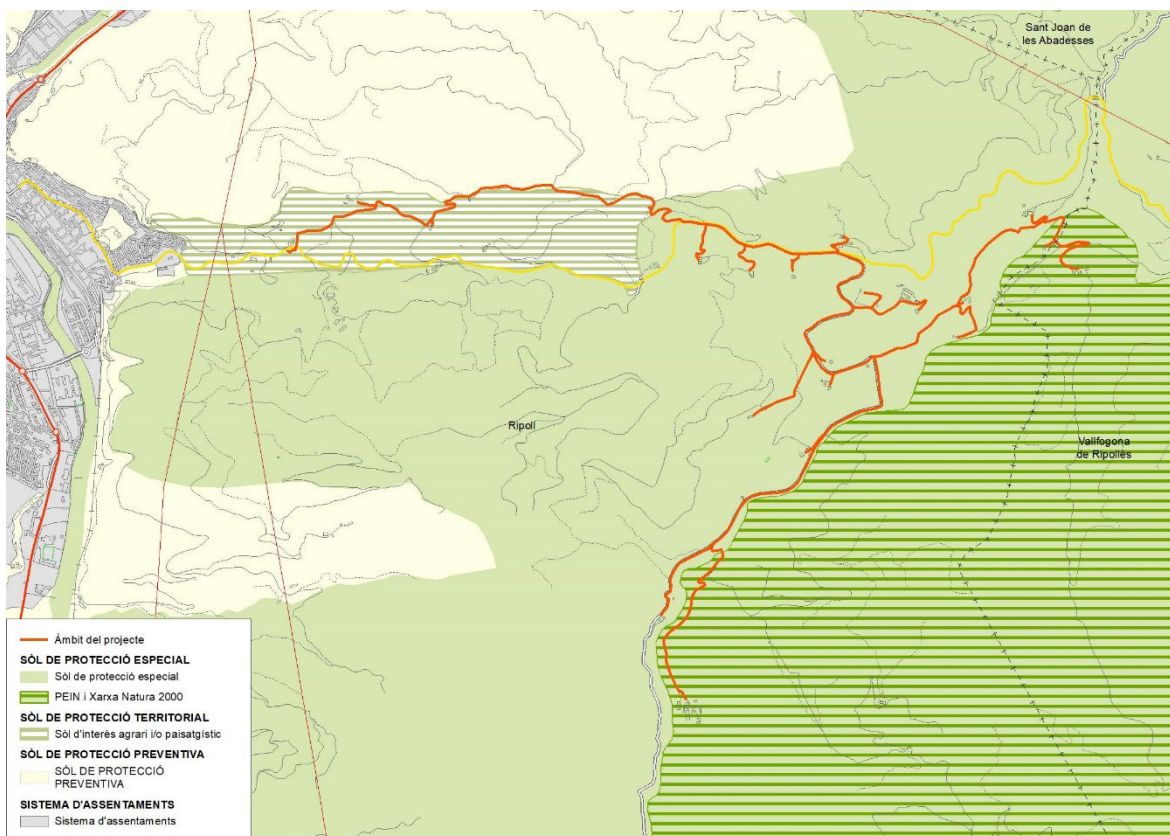 Sant Joan de
les Abadesses
Ripoll
Vallfogona
de Ripollès
Àmbit del projecte
SÒL DE PROTECCIÓ ESPECIAL
Sòl de protecció especial
PEIN i Xarxa Natura 2000
SÒL DE PROTECCIÓ TERRITORIAL
Sòl d'interès agrari i/o paisatgístic
SÒL DE PROTECCIÓ PREVENTIVA
SÒL DE PROTECCIÓ
PREVENTIVA
SISTEMA D'ASSENTAMENTS
Sistema d'assentaments